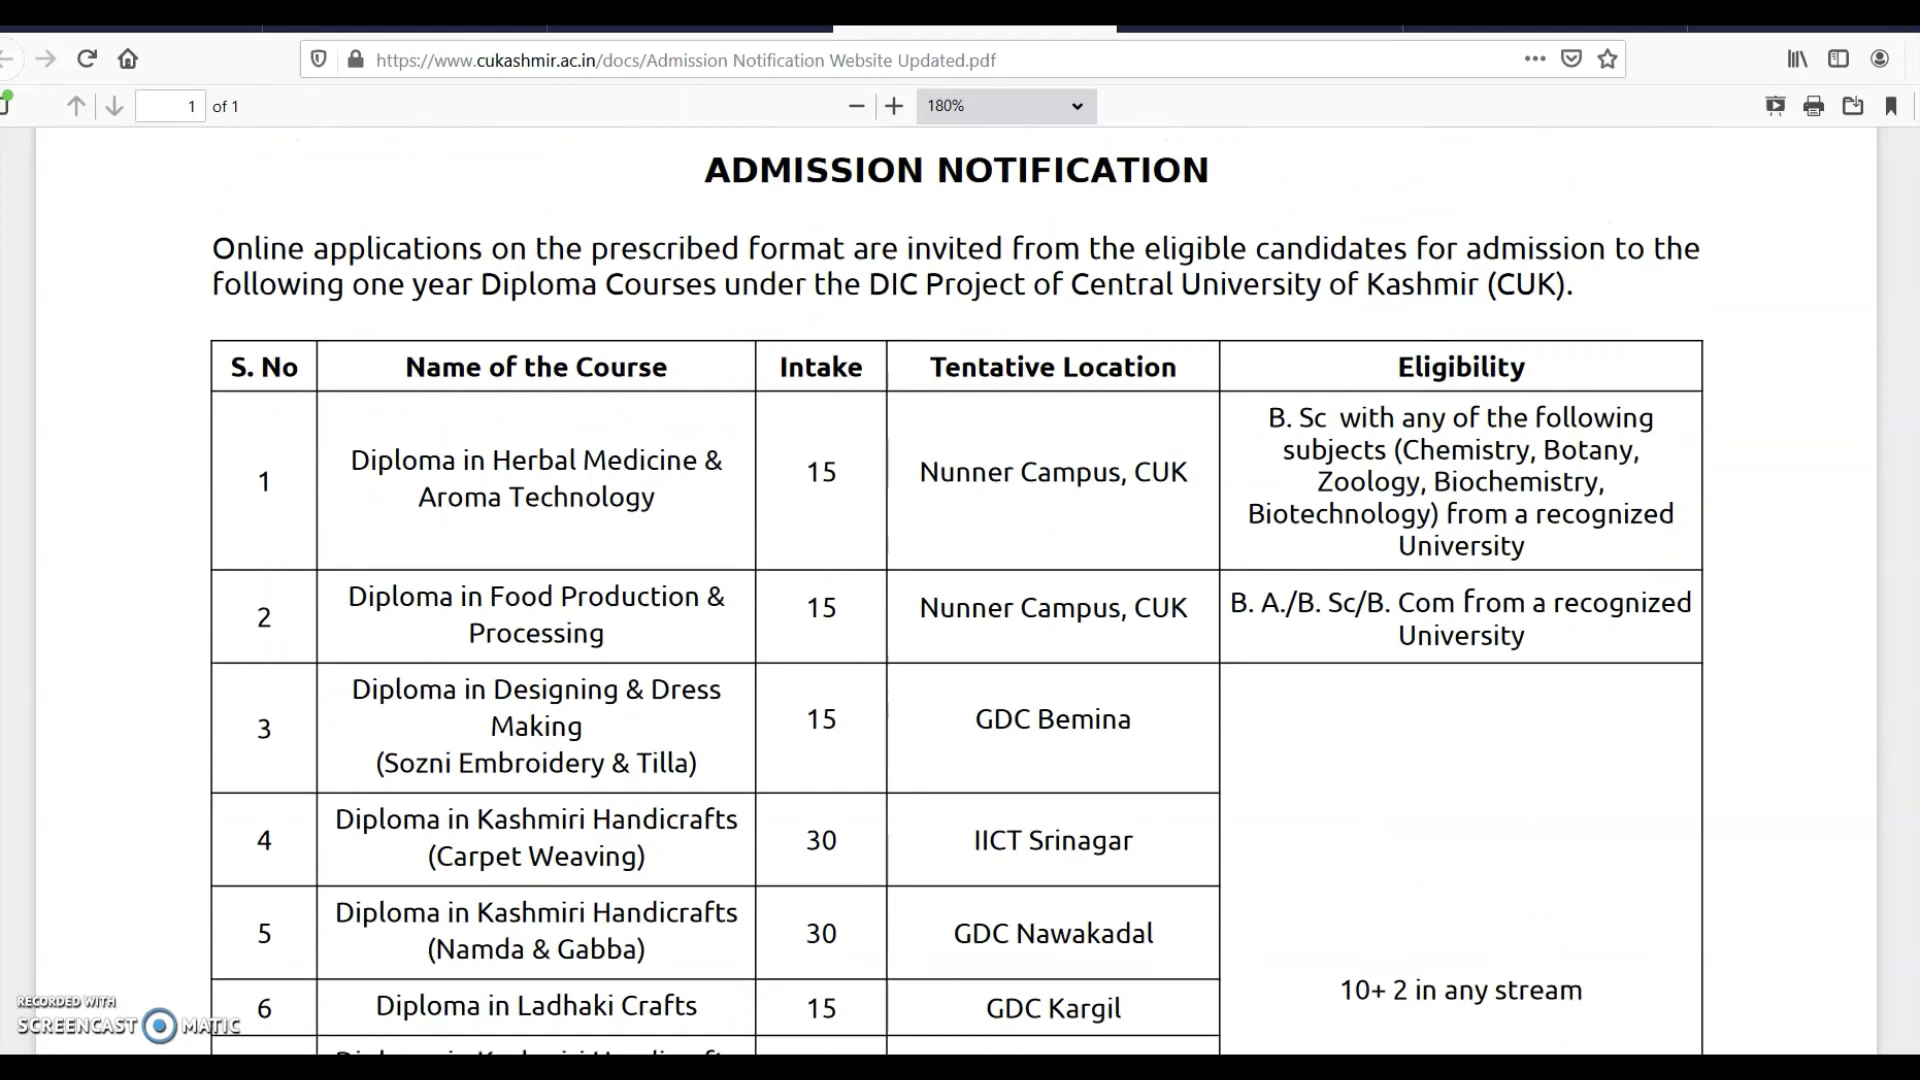 https://www.cukashmir.ac.in/docs/Admission Notification Website Updated.pdf
1 of 1
180%
ADMISSION NOTIFICATION
Online applications on the prescribed format are invited from the eligible candidates for admission to the
following one year Diploma Courses under the DIC Project of Central University of Kashmir (CUK).
S. No Name of the Course Intake Tentative Location Eligibility
1
Diploma in Herbal Medicine &
Aroma Technology
15
Nunner Campus, CUK
B. Sc with any of the following
subjects (Chemistry, Botany,
Zoology, Biochemistry,
Biotechnology) from a recognized
University
2
Diploma in Food Production &
Processing
15
Nunner Campus, CUK
B. A./B. Sc/B. Com from a recognized
University
3
Diploma in Designing & Dress
Making
(Sozni Embroidery & Tilla)
15
GDC Bemina
4
Diploma in Kashmiri Handicrafts
(Carpet Weaving)
30
IICT Srinagar
5
Diploma in Kashmiri Handicrafts
(Namda & Gabba)
30
GDC Nawakadal
6
Diploma in Ladhaki Crafts
15
GDC Kargil
10+ 2 in any stream
RECORDED WITH
SCREENCAST MATIC